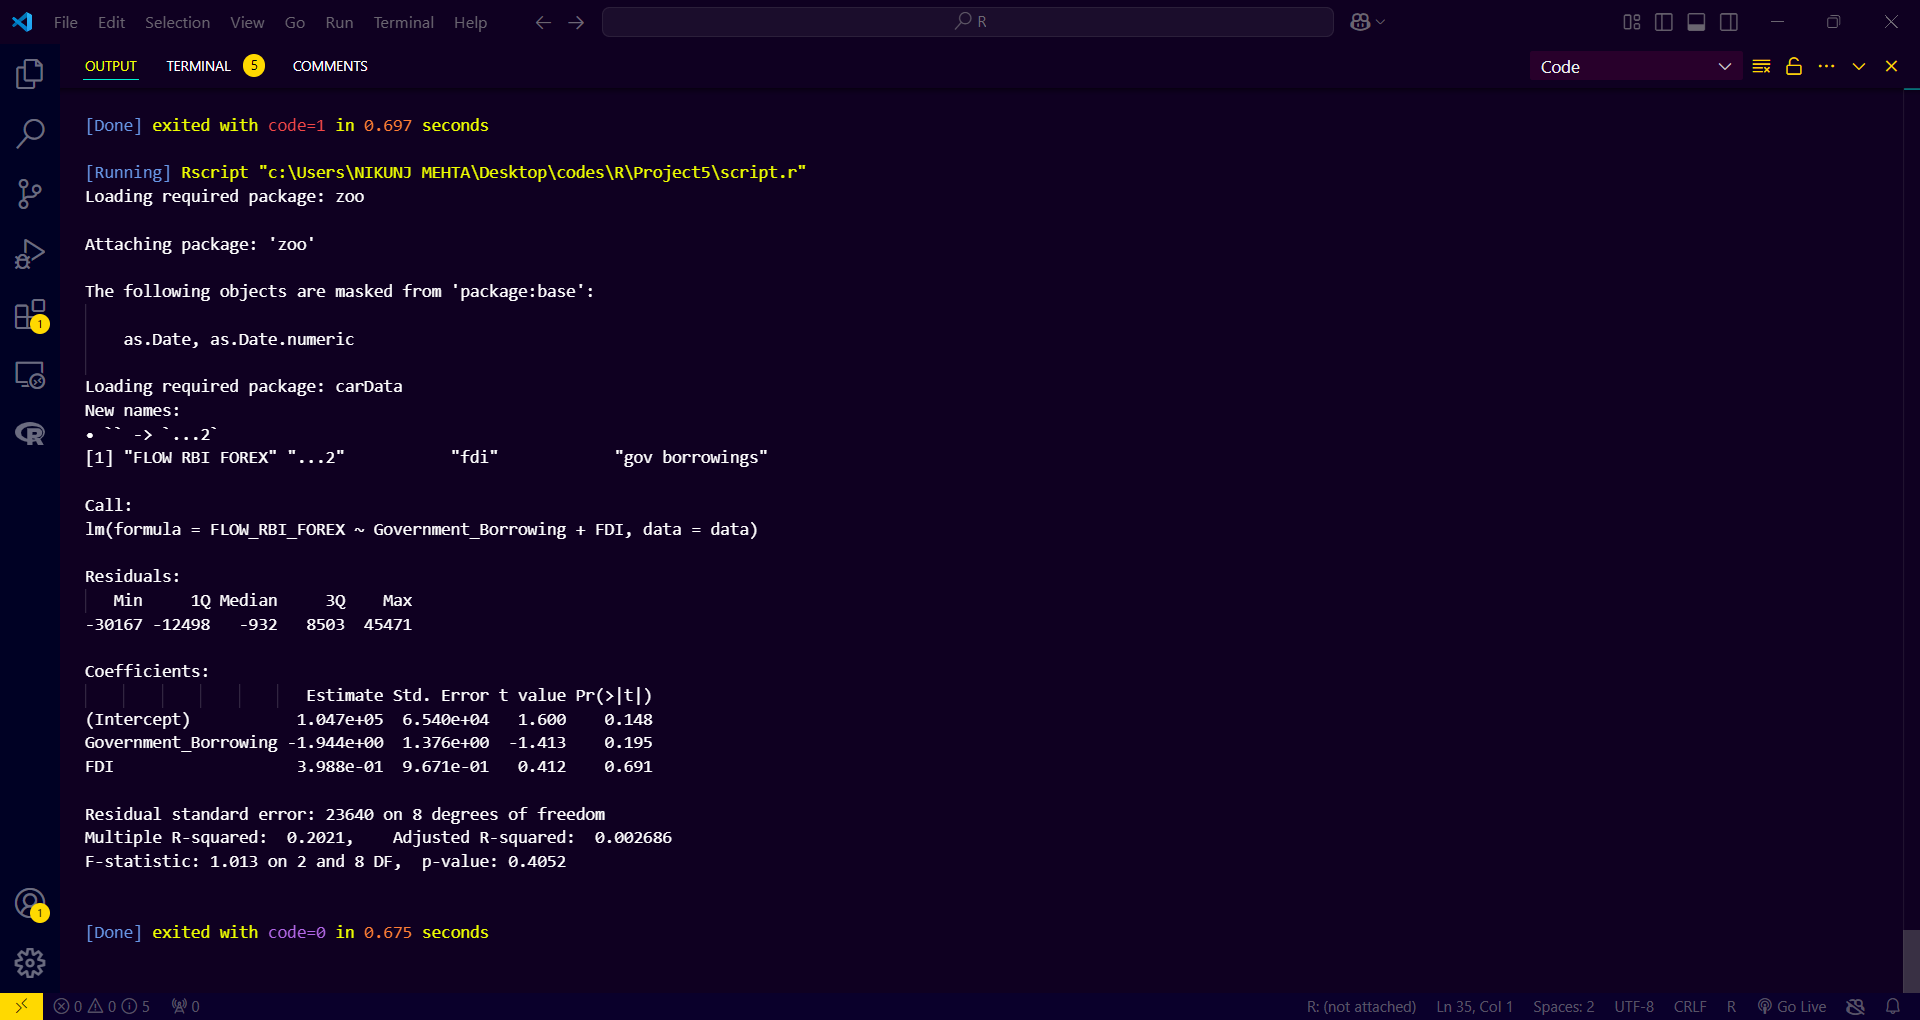 File Edit Selection View Go Run Terminal Help R
OUTPUT TERMINAL 5 COMMENTS Code
[Done] exited with code=1 in 0.697 seconds
[Running] Rscript "c:\Users\NIKUNJ MEHTA\Desktop\codes\R\Project5\script.r"
Loading required package: zoo
Attaching package: 'zoo'
The following objects are masked from 'package:base':
as.Date, as.Date.numeric
Loading required package: carData
New names:
• `` -> `...2`
[1] "FLOW RBI FOREX" "...2" "fdi" "gov borrowings"
Call:
lm(formula = FLOW_RBI_FOREX ~ Government_Borrowing + FDI, data = data)
Residuals:
Min 1Q Median 3Q Max
-30167 -12498 -932 8503 45471
Coefficients:
Estimate Std. Error t value Pr(>|t|)
(Intercept) 1.047e+05 6.540e+04 1.600 0.148
Government_Borrowing -1.944e+00 1.376e+00 -1.413 0.195
FDI 3.988e-01 9.671e-01 0.412 0.691
Residual standard error: 23640 on 8 degrees of freedom
Multiple R-squared: 0.2021, Adjusted R-squared: 0.002686
F-statistic: 1.013 on 2 and 8 DF, p-value: 0.4052
[Done] exited with code=0 in 0.675 seconds
1
R
1
0 0 5 0 R: (not attached) Ln 35, Col 1 Spaces: 2 UTF-8 CRLF R Go Live